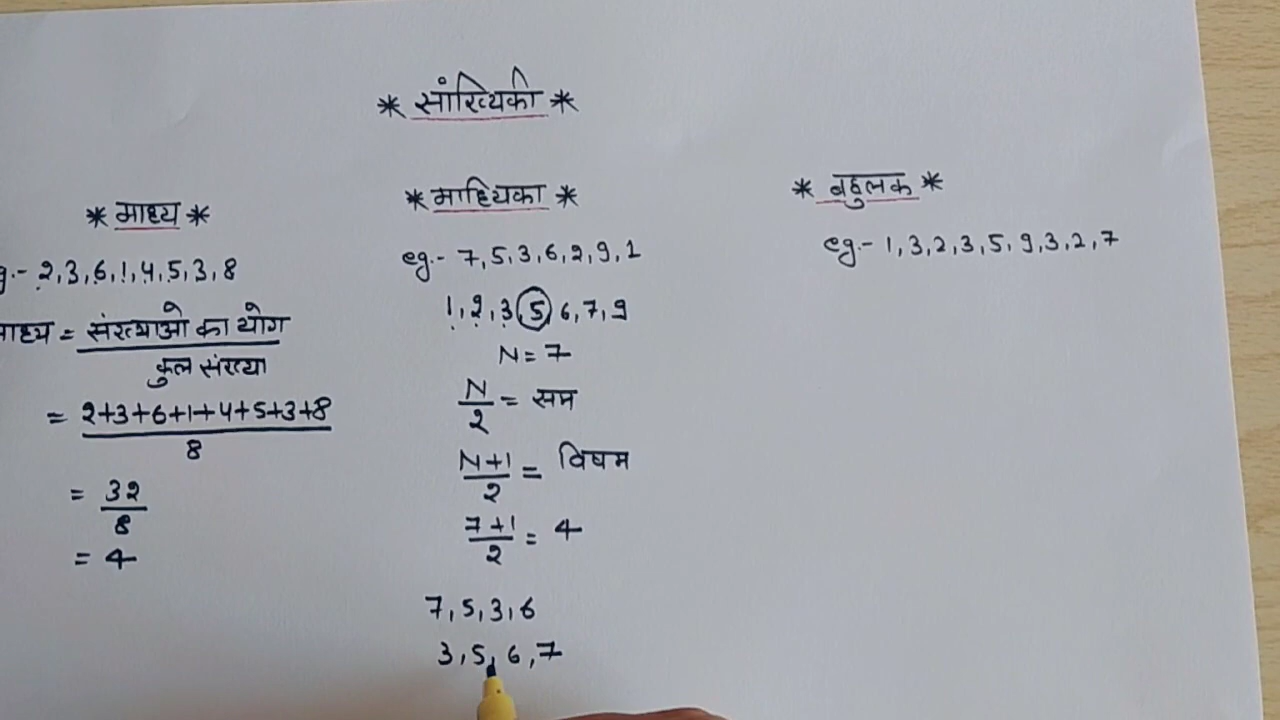 * सांख्यिकी *
* माध्य *
g.- 2,3,6,1,4,5,3,8
माध्य = संख्याओ का योग
कुल संख्या
= 2+3+6+1+4+5+3+8
8
= 32
8
= 4
* माध्यिका *
eg.- 7,5,3,6,2,9,1
1,2,3,5,6,7,9
N = 7
N
2 = सम
N+1
2 = विषम
7+1
2 = 4
7,5,3,6
3,5,6,7
* बहुलक *
eg.- 1,3,2,3,5,9,3,2,7